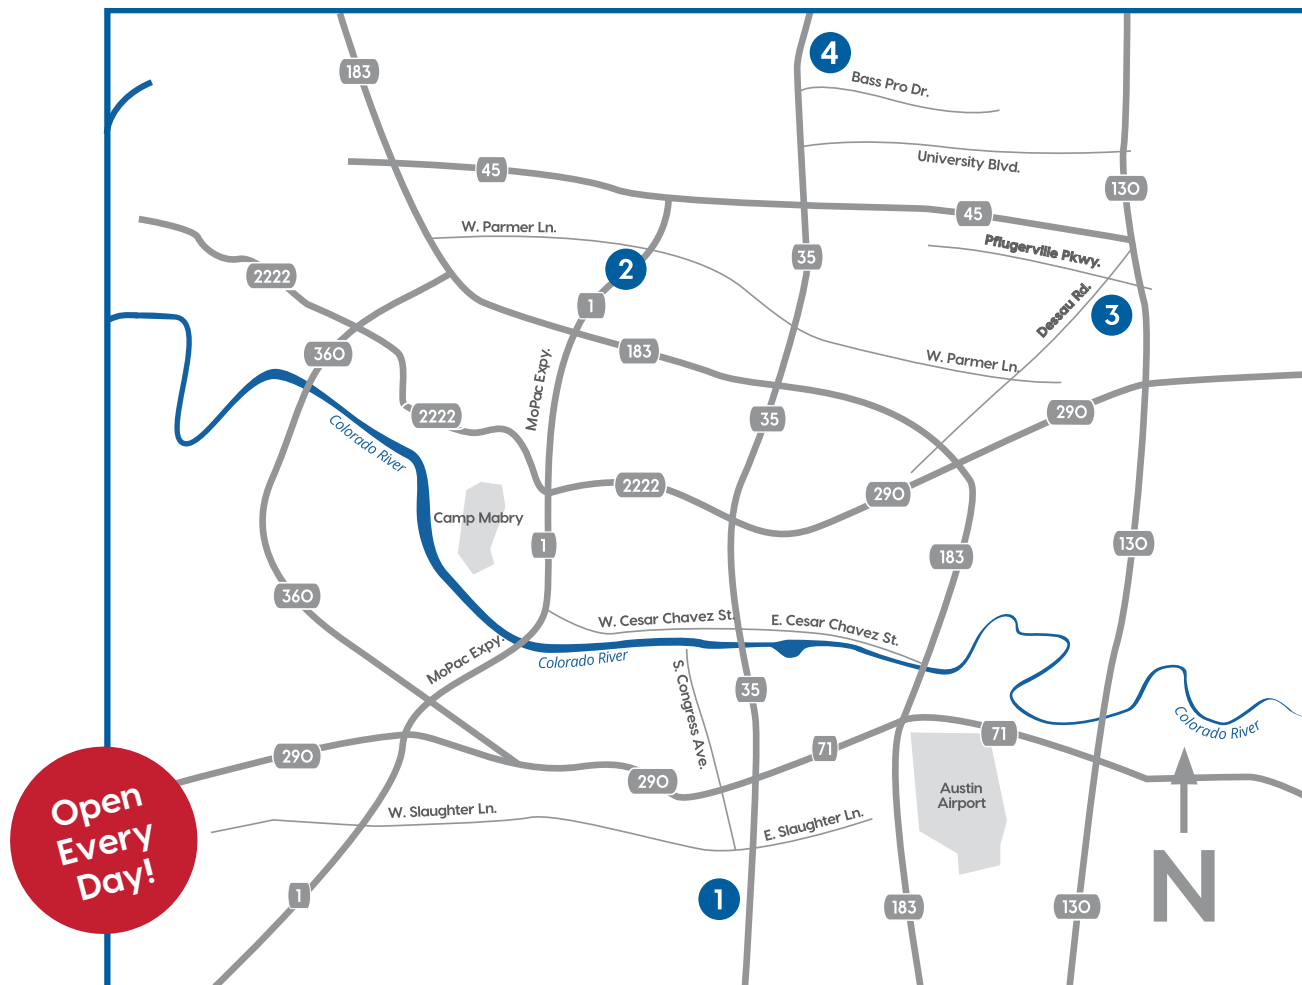 4
183
Bass Pro Dr.
University Blvd.
45
130
45
W. Parmer Ln.
Pflugerville Pkwy.
35
2
2222
1
Dessau Rd.
3
360
183
W. Parmer Ln.
MoPac Expy.
2222
35
290
Colorado River
2222
290
Camp Mabry
1
183
130
360
W. Cesar Chavez St.
E. Cesar Chavez St.
MoPac Expy.
Colorado River
S. Congress Ave.
35
Colorado River
290
71
71
290
Austin
Airport
Open
Every
Day!
W. Slaughter Ln.
E. Slaughter Ln.
1
1
183
130
N